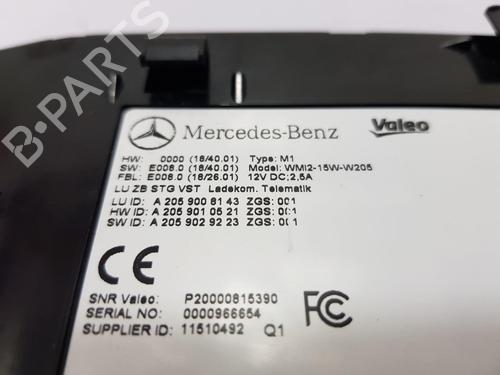 B-PARTS
Mercedes-Benz Valeo
HW: 0000 (18/40.01) Type: M1
SW: E008.0 (18/40.01) Model: WMI2-15W-W205
FBL: E008.0 (18/26.01) 12V DC;2,5A
LU ZB STG VST Ladekom. Telematik
LU ID: A 205 900 81 43 ZGS: 001
HW ID: A 205 901 05 21 ZGS: 001
SW ID: A 205 902 92 23 ZGS: 001
CE
SNR Valeo: P20000815390
SERIAL NO: 0000966654
SUPPLIER ID: 11510492 Q1
FC